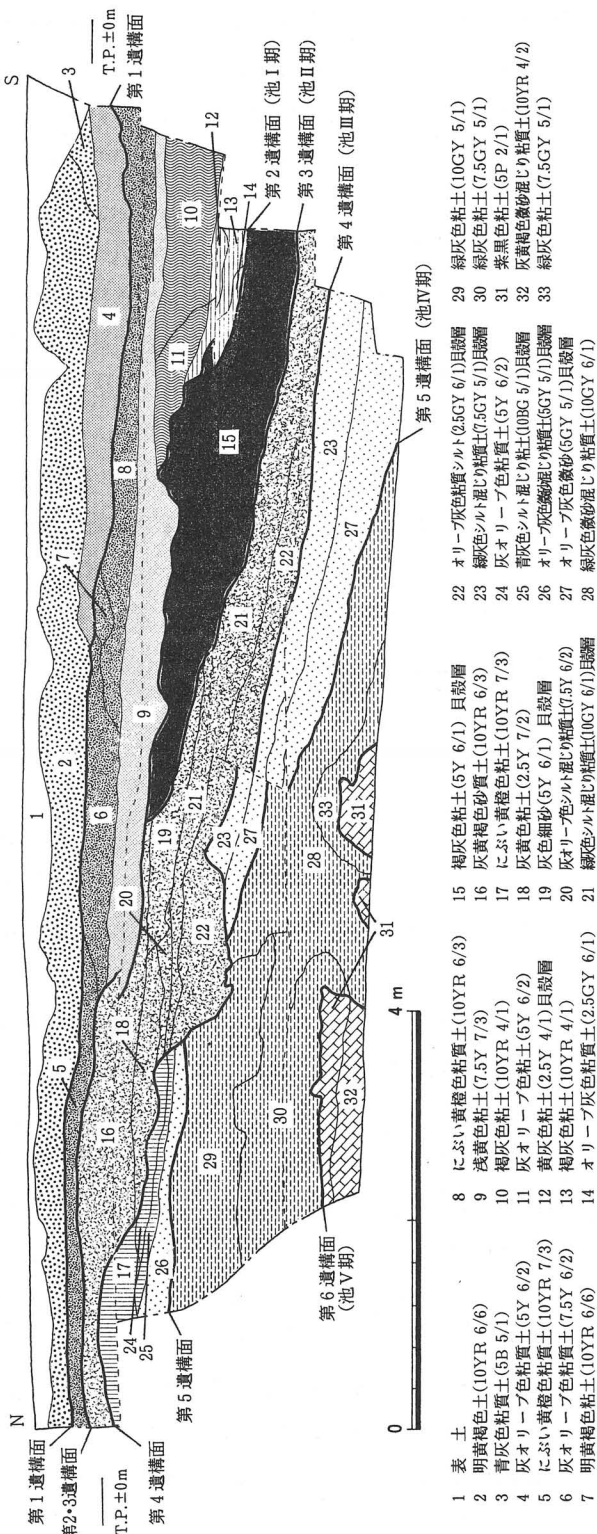 N
S
第1遺構面
第2・3遺構面
T.P.±0m
第4遺構面
第5遺構面
第6遺構面
(池Ⅴ期)
T.P.±0m
第1遺構面
第2遺構面(池Ⅰ期)
第3遺構面(池Ⅱ期)
第4遺構面(池Ⅲ期)
第5遺構面(池Ⅳ期)
1
2
3
4
5
6
7
8
9
10
11
12
13
14
15
16
17
18
19
19
20
21
21
22
22
23
23
24
25
26
27
27
28
29
30
31
31
32
33
0
4 m
1 表 土
2 明黄褐色土(10YR 6/6)
3 青灰色粘質土(5B 5/1)
4 灰オリーブ色粘質土(5Y 6/2)
5 にぶい黄橙色粘質土(10YR 7/3)
6 灰オリーブ色粘質土(7.5Y 6/2)
7 明黄褐色粘土(10YR 6/6)
8 にぶい黄橙色粘質土(10YR 6/3)
9 浅黄色粘土(7.5Y 7/3)
10 褐灰色粘土(10YR 4/1)
11 灰オリーブ色粘土(5Y 6/2)
12 黄灰色粘土(2.5Y 4/1)貝殻層
13 褐灰色粘土(10YR 4/1)
14 オリーブ灰色粘質土(2.5GY 6/1)
15 褐灰色粘土(5Y 6/1)貝殻層
16 灰黄褐色砂質土(10YR 6/3)
17 にぶい黄橙色粘土(10YR 7/3)
18 灰黄色粘土(2.5Y 7/2)
19 灰色細砂(5Y 6/1)貝殻層
20 灰オリーブ色シルト混じり粘質土(7.5Y 6/2)
21 緑灰色シルト混じり粘質土(10GY 6/1)貝殻層
22 オリーブ灰色粘質シルト(2.5GY 6/1)貝殻層
23 緑灰色シルト混じり粘質土(7.5GY 5/1)貝殻層
24 灰オリーブ色粘質土(5Y 6/2)
25 青灰色シルト混じり粘土(10BG 5/1)貝殻層
26 オリーブ灰色微砂混じり粘質土(5GY 5/1)貝殻層
27 オリーブ灰色微砂(5GY 5/1)貝殻層
28 緑灰色微砂混じり粘質土(10GY 6/1)
29 緑灰色粘土(10GY 5/1)
30 緑灰色粘土(7.5GY 5/1)
31 紫黒色粘土(5P 2/1)
32 灰黄褐色微砂混じり粘質土(10YR 4/2)
33 緑灰色粘土(7.5GY 5/1)